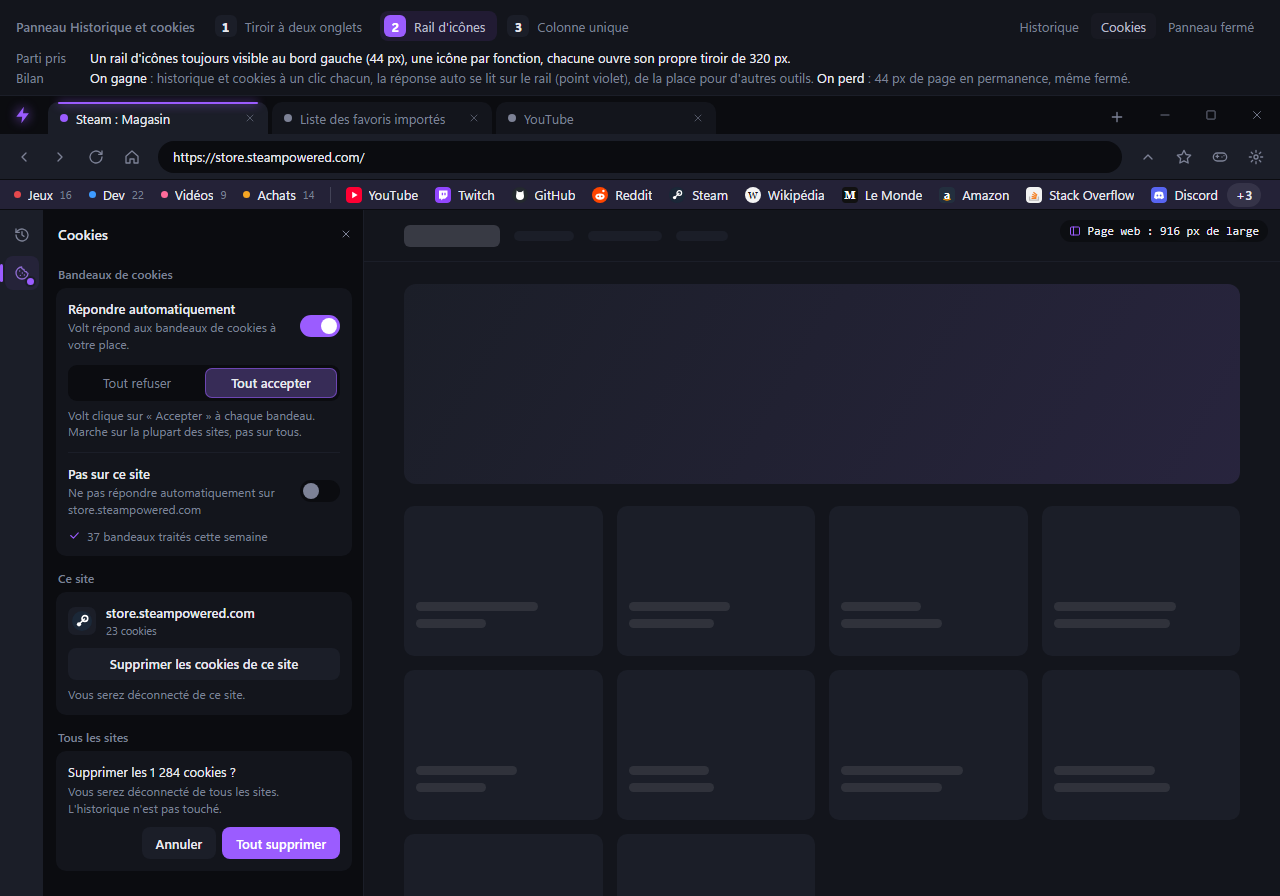 Panneau Historique et cookies 1 Tiroir à deux onglets 2 Rail d'icônes 3 Colonne unique Historique Cookies Panneau fermé
Parti pris Un rail d'icônes toujours visible au bord gauche (44 px), une icône par fonction, chacune ouvre son propre tiroir de 320 px.
Bilan On gagne : historique et cookies à un clic chacun, la réponse auto se lit sur le rail (point violet), de la place pour d'autres outils. On perd : 44 px de page en permanence, même fermé.
Steam : Magasin Liste des favoris importés YouTube
https://store.steampowered.com/
Jeux 16 Dev 22 Vidéos 9 Achats 14 YouTube Twitch GitHub Reddit Steam W Wikipédia M Le Monde a Amazon Stack Overflow Discord +3
Cookies
Page web : 916 px de large
Bandeaux de cookies
Répondre automatiquement
Volt répond aux bandeaux de cookies à
votre place.
Tout refuser Tout accepter
Volt clique sur « Accepter » à chaque bandeau.
Marche sur la plupart des sites, pas sur tous.
Pas sur ce site
Ne pas répondre automatiquement sur
store.steampowered.com
37 bandeaux traités cette semaine
Ce site
store.steampowered.com
23 cookies
Supprimer les cookies de ce site
Vous serez déconnecté de ce site.
Tous les sites
Supprimer les 1 284 cookies ?
Vous serez déconnecté de tous les sites.
L'historique n'est pas touché.
Annuler Tout supprimer